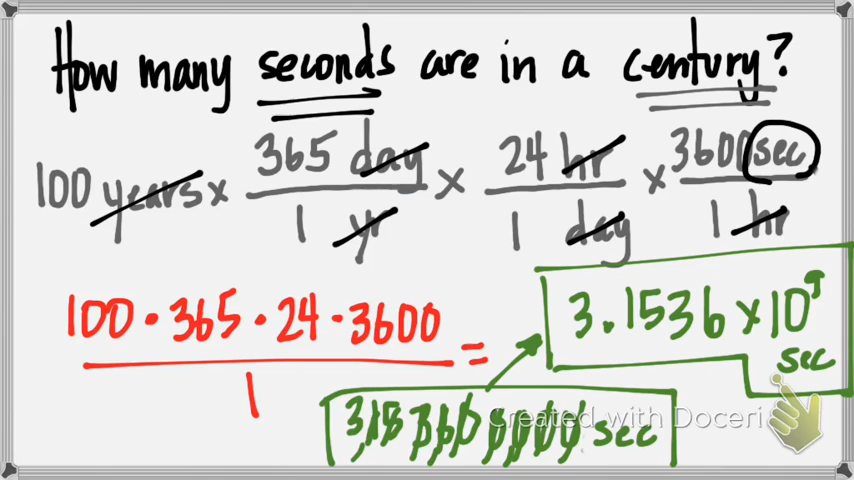 How many seconds are in a century?
100 years × 365 day / 1 yr × 24 hr / 1 day × 3600 sec / 1 hr
100 · 365 · 24 · 3600 / 1 =
3.1536 × 10
sec
sec
Created with Doceri